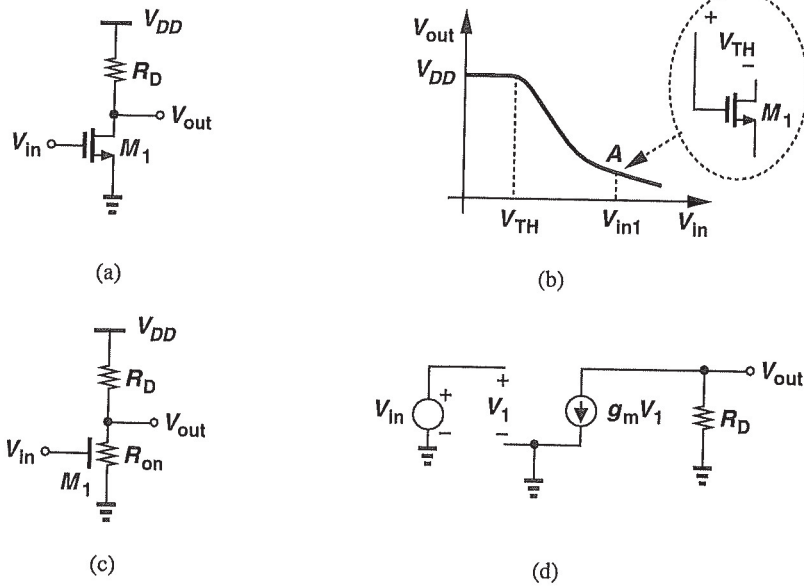 V_DD
R_D
V_out
V_in
M_1
(a)
V_out
V_DD
A
V_TH
V_in1
V_in
+
V_TH
−
M_1
(b)
V_DD
R_D
V_out
V_in
R_on
M_1
(c)
V_in
+
−
+
V_1
−
g_mV_1
V_out
R_D
(d)